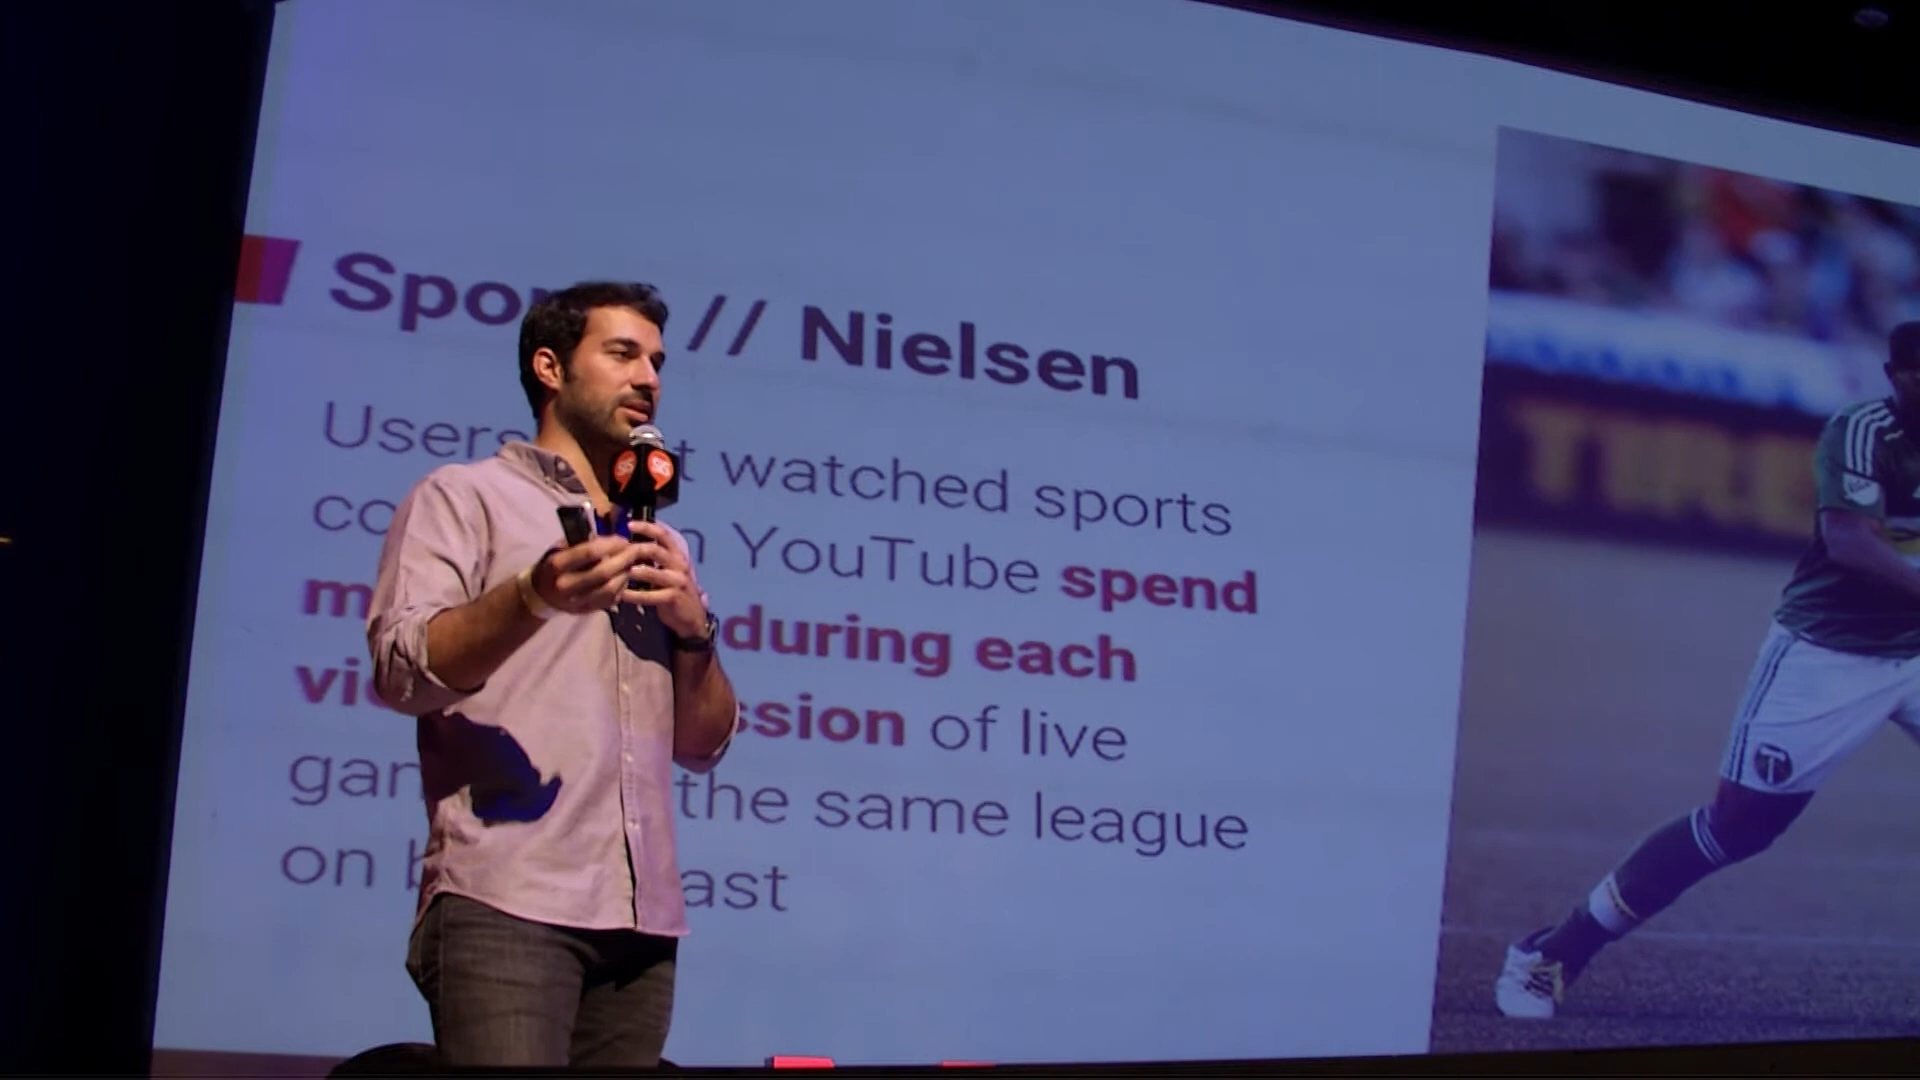 Spo // Nielsen
Users t watched sports
co n YouTube spend
m during each
vi ssion of live
gam the same league
on b ast